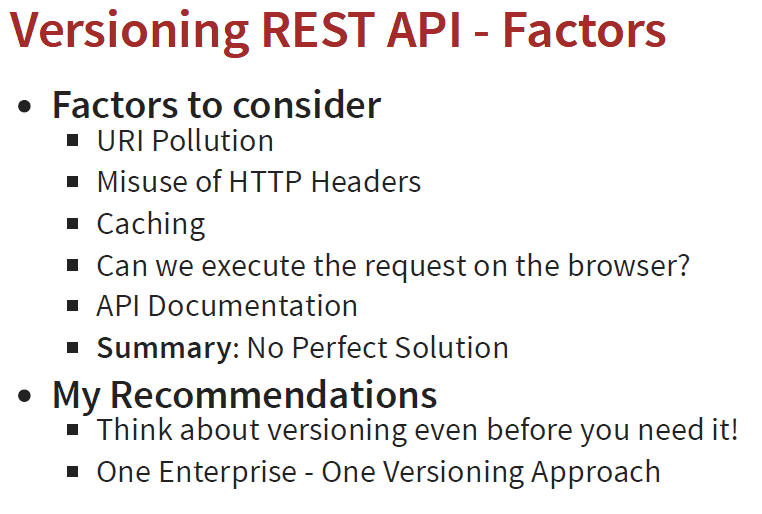 Versioning REST API - Factors
Factors to consider
URI Pollution
Misuse of HTTP Headers
Caching
Can we execute the request on the browser?
API Documentation
Summary: No Perfect Solution
My Recommendations
Think about versioning even before you need it!
One Enterprise - One Versioning Approach